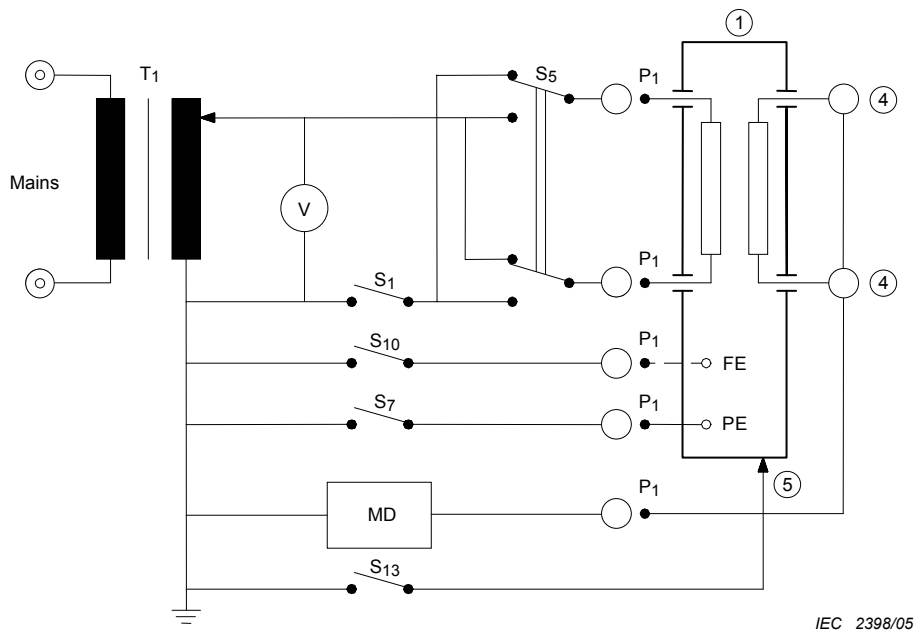 1
T1
S5
P1
4
Mains
V
P1
S1
4
S10
P1
FE
S7
P1
PE
5
P1
MD
S13
IEC 2398/05